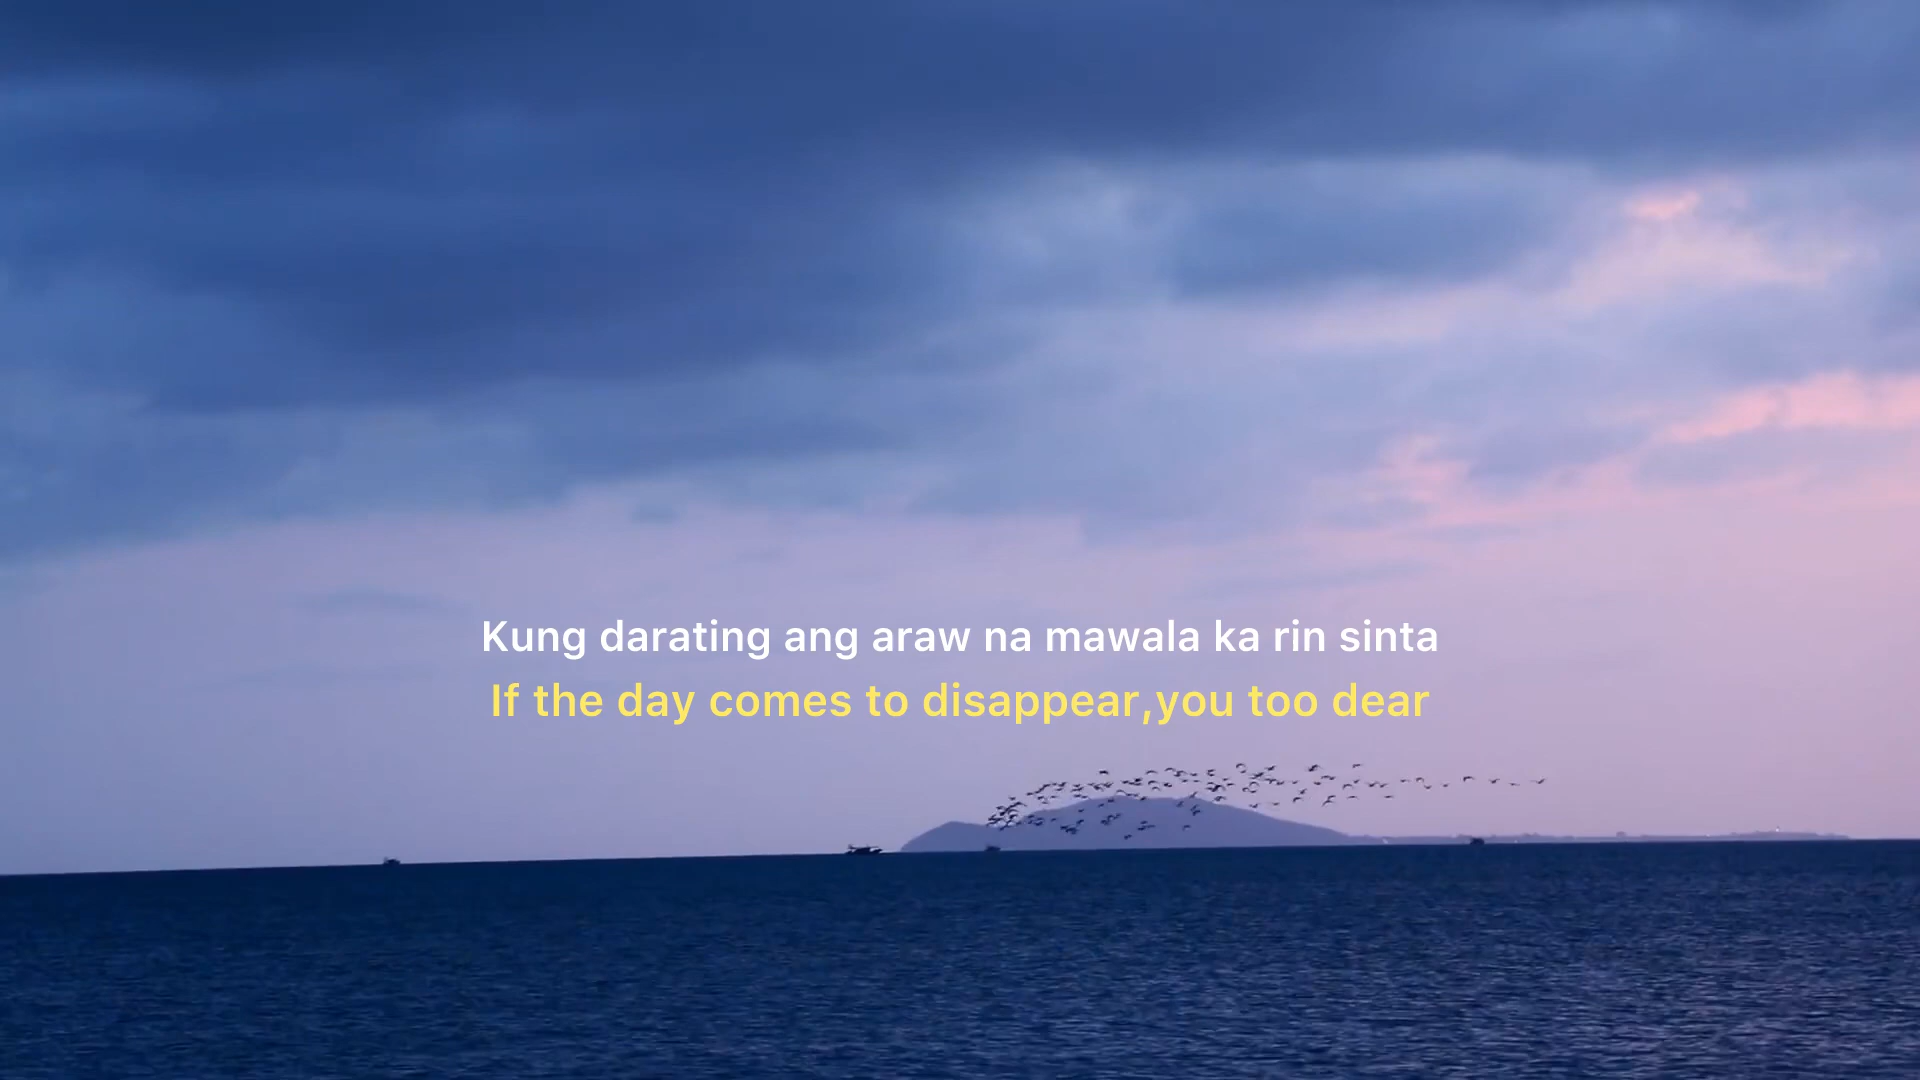 Kung darating ang araw na mawala ka rin sinta
If the day comes to disappear,you too dear